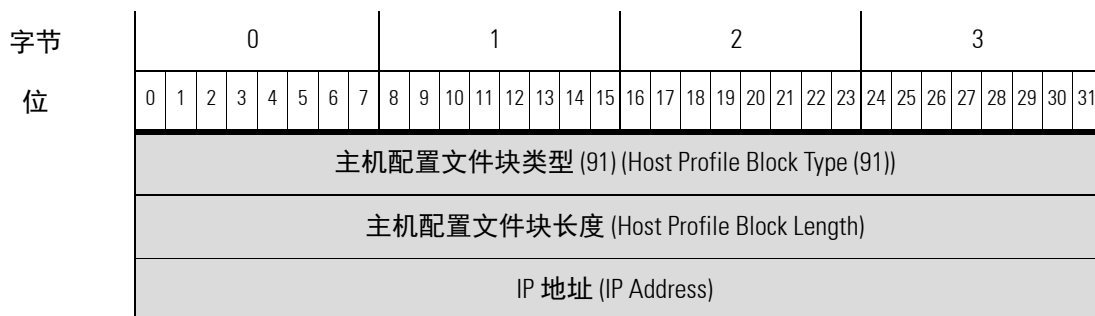 字节 0 1 2 3
位 0 1 2 3 4 5 6 7 8 9 10 11 12 13 14 15 16 17 18 19 20 21 22 23 24 25 26 27 28 29 30 31
主机配置文件块类型 (91) (Host Profile Block Type (91))
主机配置文件块长度 (Host Profile Block Length)
IP 地址 (IP Address)